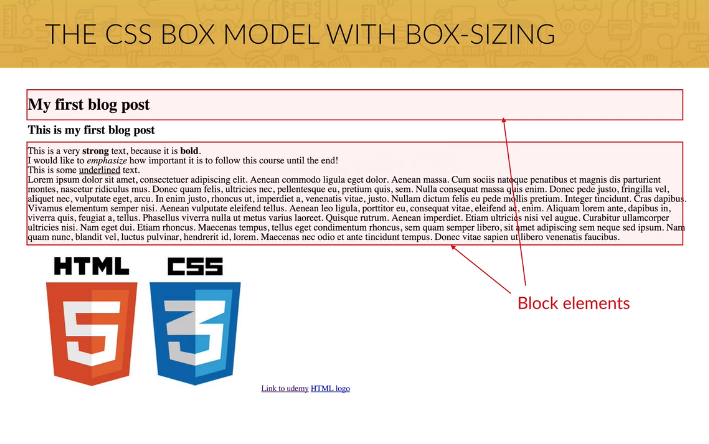 THE CSS BOX MODEL WITH BOX-SIZING
My first blog post
This is my first blog post
This is a very strong text, because it is bold.
I would like to emphasize how important it is to follow this course until the end!
This is some underlined text.
Lorem ipsum dolor sit amet, consectetuer adipiscing elit. Aenean commodo ligula eget dolor. Aenean massa. Cum sociis natoque penatibus et magnis dis parturient
montes, nascetur ridiculus mus. Donec quam felis, ultricies nec, pellentesque eu, pretium quis, sem. Nulla consequat massa quis enim. Donec pede justo, fringilla vel,
aliquet nec, vulputate eget, arcu. In enim justo, rhoncus ut, imperdiet a, venenatis vitae, justo. Nullam dictum felis eu pede mollis pretium. Integer tincidunt. Cras dapibus.
Vivamus elementum semper nisi. Aenean vulputate eleifend tellus. Aenean leo ligula, porttitor eu, consequat vitae, eleifend ac, enim. Aliquam lorem ante, dapibus in,
viverra quis, feugiat a, tellus. Phasellus viverra nulla ut metus varius laoreet. Quisque rutrum. Aenean imperdiet. Etiam ultricies nisi vel augue. Curabitur ullamcorper
ultricies nisi. Nam eget dui. Etiam rhoncus. Maecenas tempus, tellus eget condimentum rhoncus, sem quam semper libero, sit amet adipiscing sem neque sed ipsum. Nam
quam nunc, blandit vel, luctus pulvinar, hendrerit id, lorem. Maecenas nec odio et ante tincidunt tempus. Donec vitae sapien ut libero venenatis faucibus.
HTML CSS
5 3
Block elements
Link to udemy HTML logo